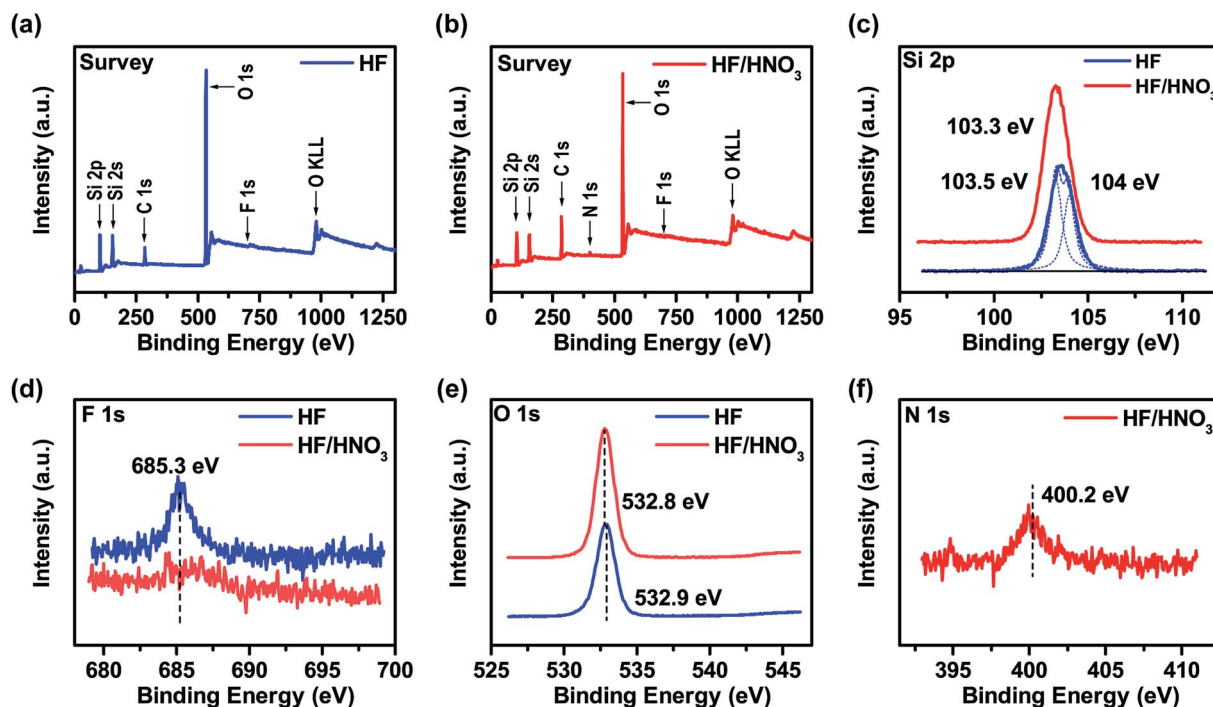 (a)
Survey
HF
O 1s
Si 2p
Si 2s
C 1s
F 1s
O KLL
Intensity (a.u.)
0 250 500 750 1000 1250
Binding Energy (eV)
(b)
Survey
HF/HNO₃
O 1s
Si 2p
Si 2s
C 1s
N 1s
F 1s
O KLL
Intensity (a.u.)
0 250 500 750 1000 1250
Binding Energy (eV)
(c)
Si 2p
HF
HF/HNO₃
103.3 eV
103.5 eV
104 eV
Intensity (a.u.)
95 100 105 110
Binding Energy (eV)
(d)
F 1s
HF
HF/HNO₃
685.3 eV
Intensity (a.u.)
680 685 690 695 700
Binding Energy (eV)
(e)
O 1s
HF
HF/HNO₃
532.8 eV
532.9 eV
Intensity (a.u.)
525 530 535 540 545
Binding Energy (eV)
(f)
N 1s
HF/HNO₃
400.2 eV
Intensity (a.u.)
395 400 405 410
Binding Energy (eV)